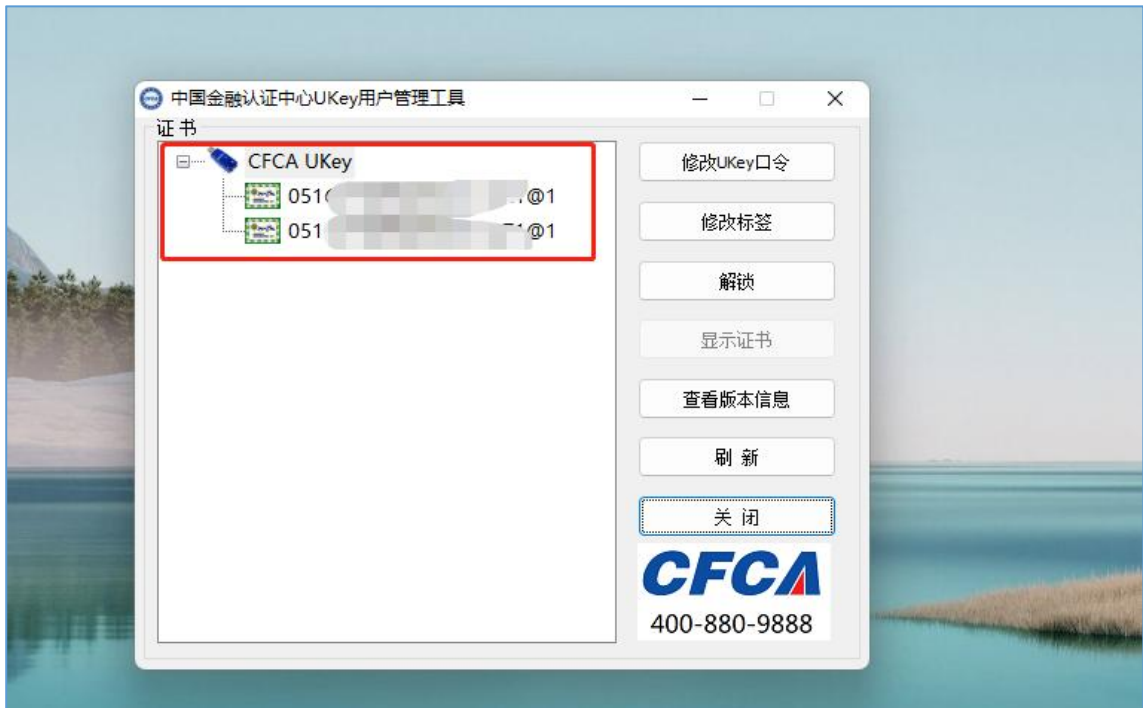 中国金融认证中心UKey用户管理工具
证书
CFCA UKey
051
@1
051
@1
修改UKey口令
修改标签
解锁
显示证书
查看版本信息
刷 新
关 闭
CFCA
400-880-9888